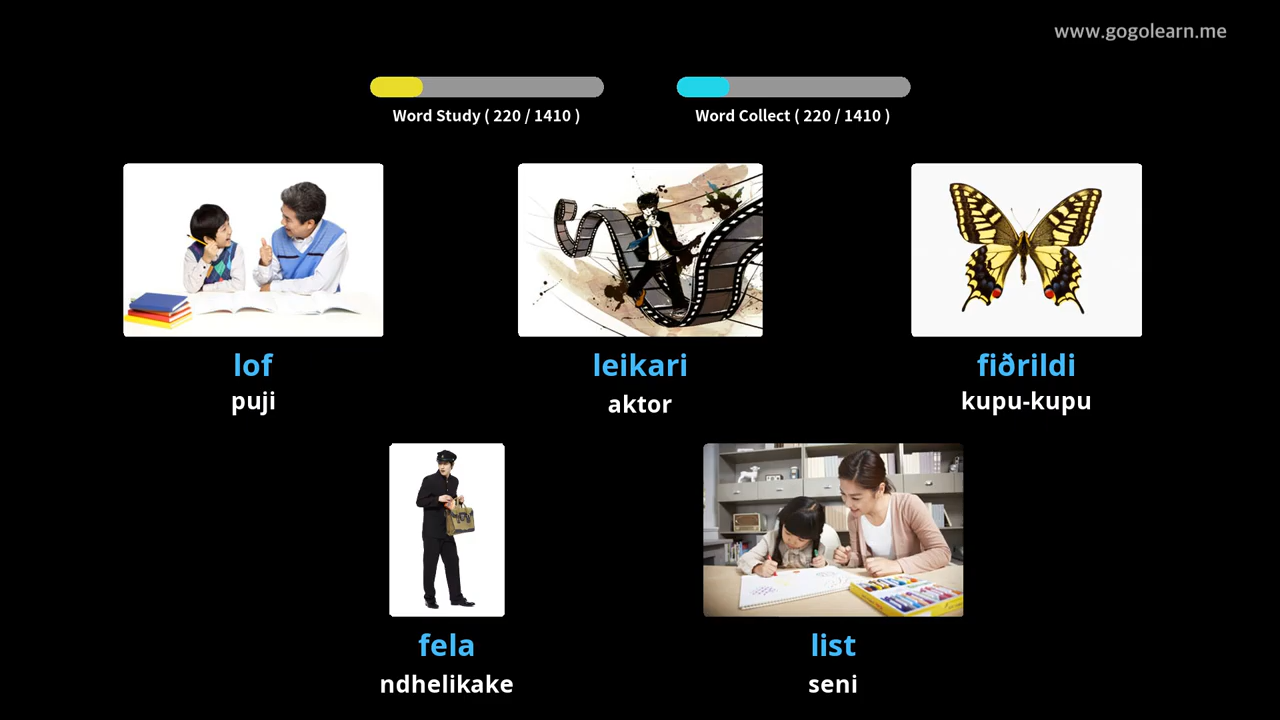 www.gogolearn.me
Word Study ( 220 / 1410 )
Word Collect ( 220 / 1410 )
lof
puji
leikari
aktor
fiðrildi
kupu-kupu
fela
ndhelikake
list
seni